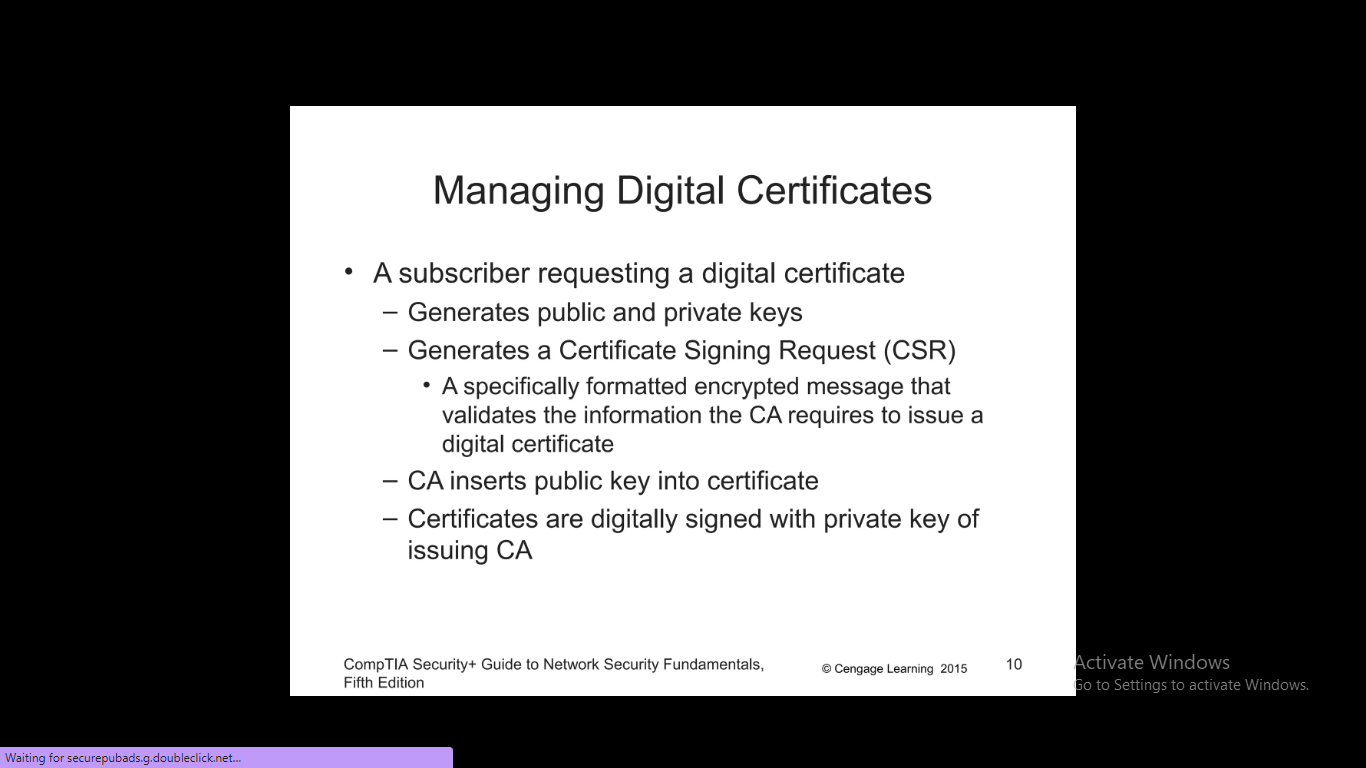 Managing Digital Certificates
• A subscriber requesting a digital certificate
– Generates public and private keys
– Generates a Certificate Signing Request (CSR)
• A specifically formatted encrypted message that
validates the information the CA requires to issue a
digital certificate
– CA inserts public key into certificate
– Certificates are digitally signed with private key of
issuing CA
CompTIA Security+ Guide to Network Security Fundamentals,
Fifth Edition
© Cengage Learning 2015
10
Activate Windows
Go to Settings to activate Windows.
Waiting for securepubads.g.doubleclick.net...